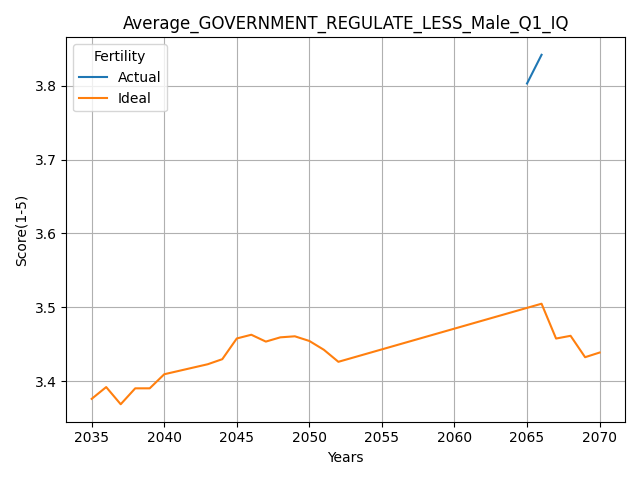 Average_GOVERNMENT_REGULATE_LESS_Male_Q1_IQ
Fertility
Actual
Ideal
Score(1-5)
3.8
3.7
3.6
3.5
3.4
2035 2040 2045 2050 2055 2060 2065 2070
Years